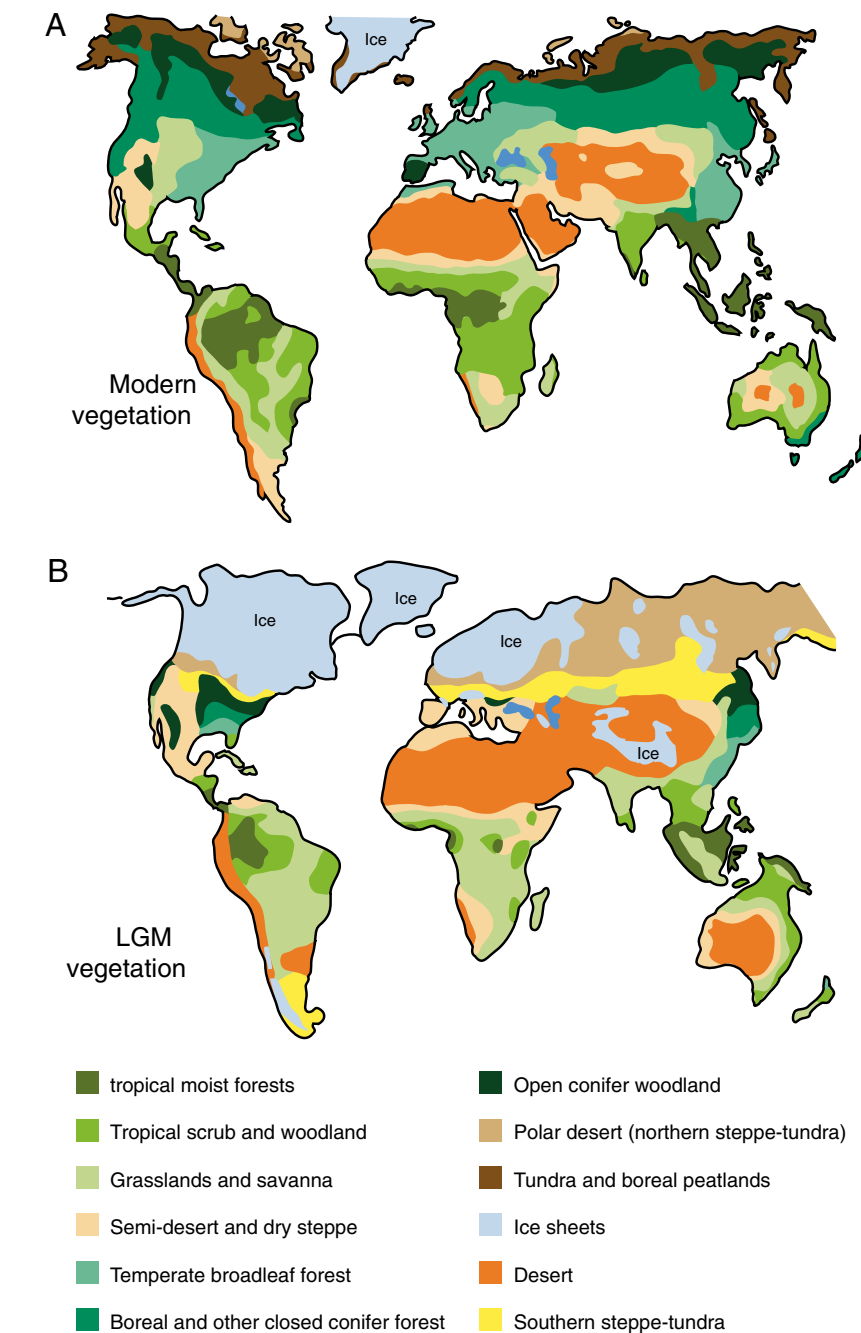 A
Ice
Modern
vegetation
B
Ice
Ice
Ice
Ice
LGM
vegetation
tropical moist forests
Open conifer woodland
Tropical scrub and woodland
Polar desert (northern steppe-tundra)
Grasslands and savanna
Tundra and boreal peatlands
Semi-desert and dry steppe
Ice sheets
Temperate broadleaf forest
Desert
Boreal and other closed conifer forest
Southern steppe-tundra